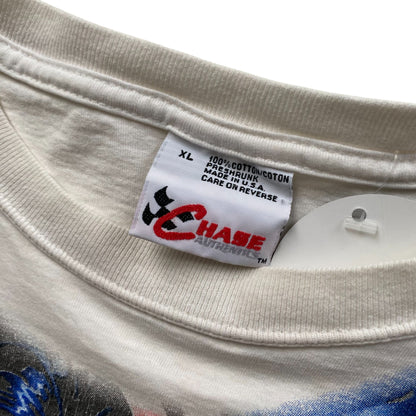 XL
100% COTTON/COTON
PRESHRUNK
MADE IN U.S.A.
CARE ON REVERSE
CHASE
AUTHENTICS
TM